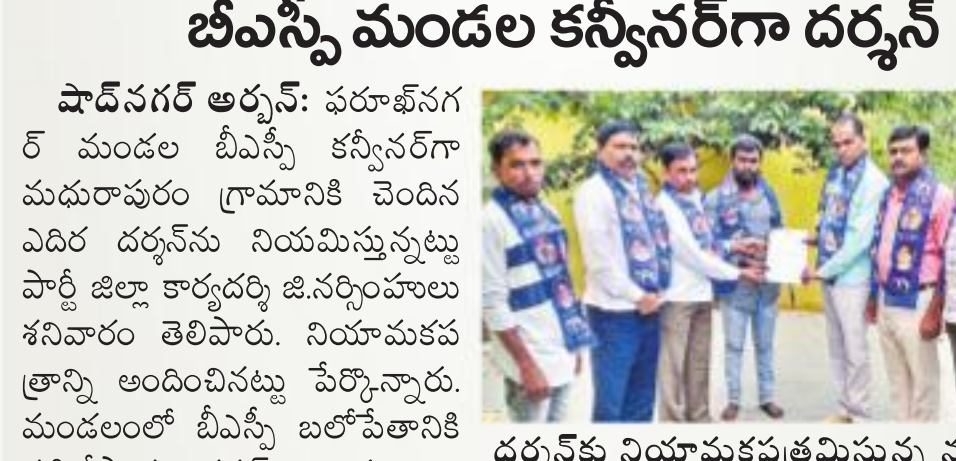 బీఎస్పీ మండల కన్వీనర్‌గా దర్శన్
షాద్‌నగర్ అర్బన్: ఫరూఖ్‌నగ
ర్ మండల బీఎస్పీ కన్వీనర్‌గా
మధురాపురం గ్రామానికి చెందిన
ఎదిర దర్శన్‌ను నియమిస్తున్నట్టు
పార్టీ జిల్లా కార్యదర్శి జి.నర్సింహులు
శనివారం తెలిపారు. నియామకప
త్రాన్ని అందించినట్టు పేర్కొన్నారు.
మండలంలో బీఎస్పీ బలోపేతానికి
దర్శన్‌కు నియామకపత్రమిస్తున్న